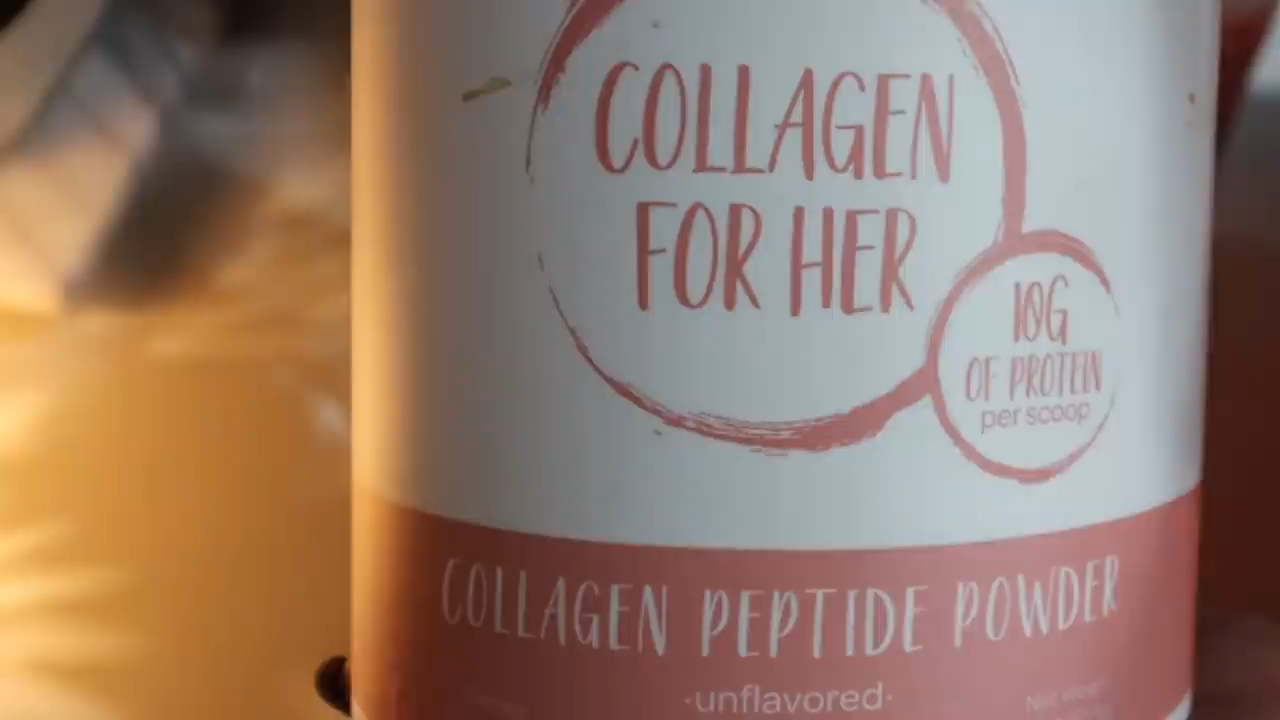 COLLAGEN
FOR HER
10G
OF PROTEIN
per scoop
COLLAGEN PEPTIDE POWDER
·unflavored·